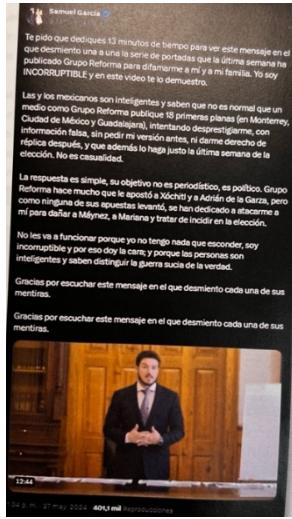 Samuel García
Te pido que dediques 13 minutos de tiempo para ver este mensaje en el
que desmiento una a una la serie de portadas que la última semana ha
publicado Grupo Reforma para difamarme a mí y a mi familia. Yo soy
INCORRUPTIBLE y en este video te lo demuestro.
Las y los mexicanos son inteligentes y saben que no es normal que un
medio como Grupo Reforma publique 18 primeras planas (en Monterrey,
Ciudad de México y Guadalajara), intentando desprestigiarme, con
información falsa, sin pedir mi versión antes, ni darme derecho de
réplica después, y que además lo haga justo la última semana de la
elección. No es casualidad.
La respuesta es simple, su objetivo no es periodístico, es político. Grupo
Reforma hace mucho que le apostó a Xóchitl y a Adrián de la Garza, pero
como ninguna de sus apuestas levantó, se han dedicado a atacarme a
mí para dañar a Máynez, a Mariana y tratar de incidir en la elección.
No les va a funcionar porque yo no tengo nada que esconder, soy
incorruptible y por eso doy la cara; y porque las personas son
inteligentes y saben distinguir la guerra sucia de la verdad.
Gracias por escuchar este mensaje en el que desmiento cada una de sus
mentiras.
Gracias por escuchar este mensaje en el que desmiento cada una de sus
mentiras.
12:44
p. m. · 27 may. 2024 · 401,1 mil Reproducciones